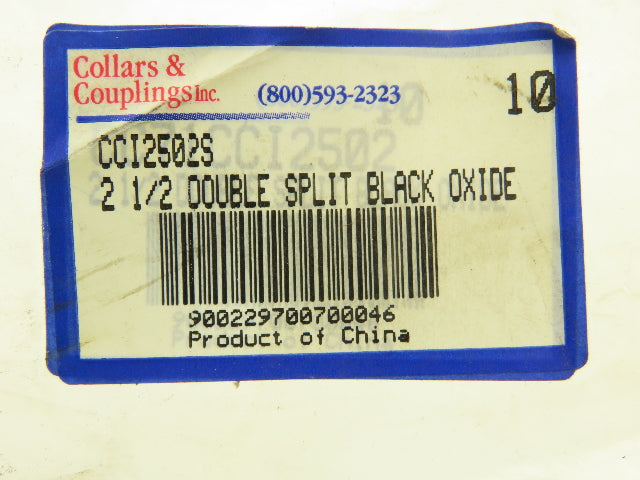 Collars &
Couplings Inc. (800)593-2323
10
CCI2502S
2 1/2 DOUBLE SPLIT BLACK OXIDE
900229700700046
Product of China